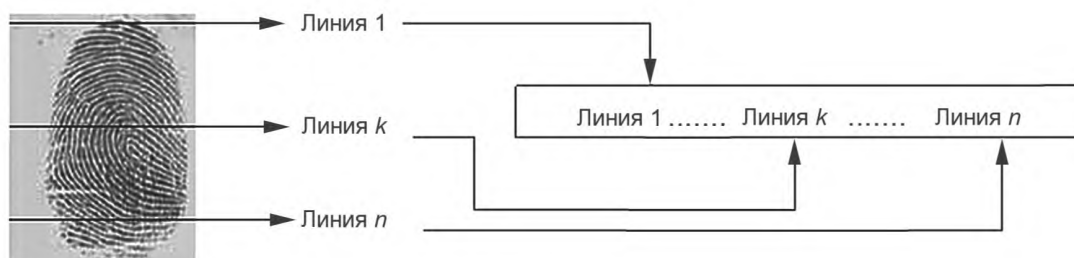 Линия 1
Линия k
Линия n
Линия 1 ....... Линия k ....... Линия n